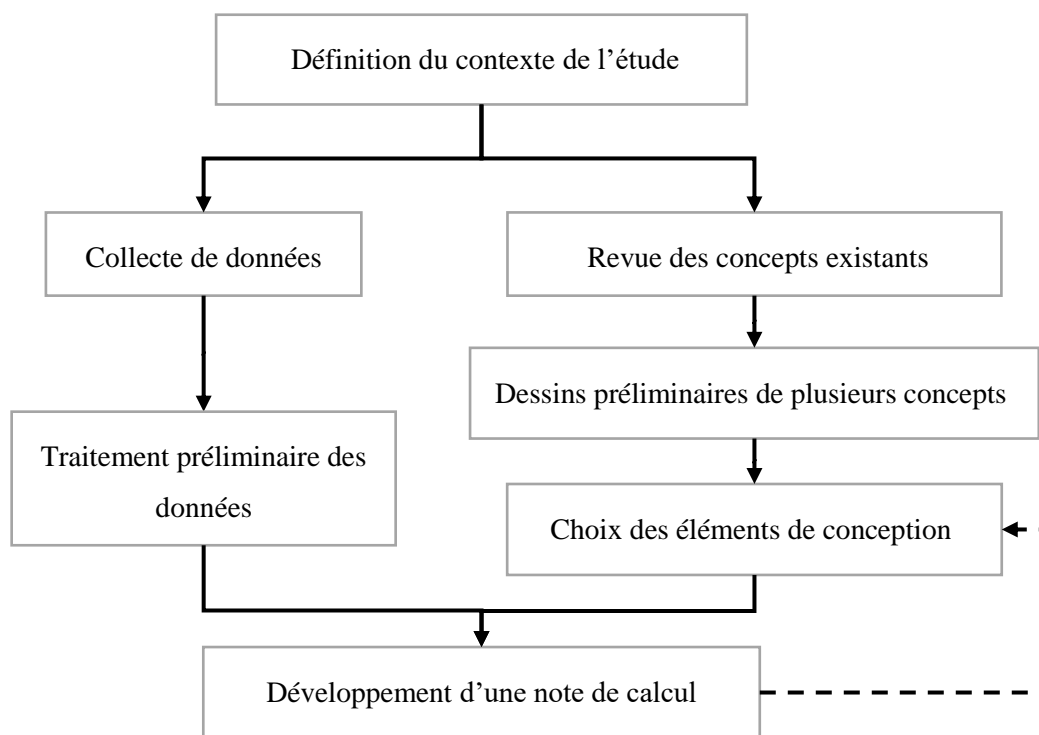 Définition du contexte de l’étude
Collecte de données
Revue des concepts existants
Dessins préliminaires de plusieurs concepts
Traitement préliminaire des
données
Choix des éléments de conception
Développement d’une note de calcul